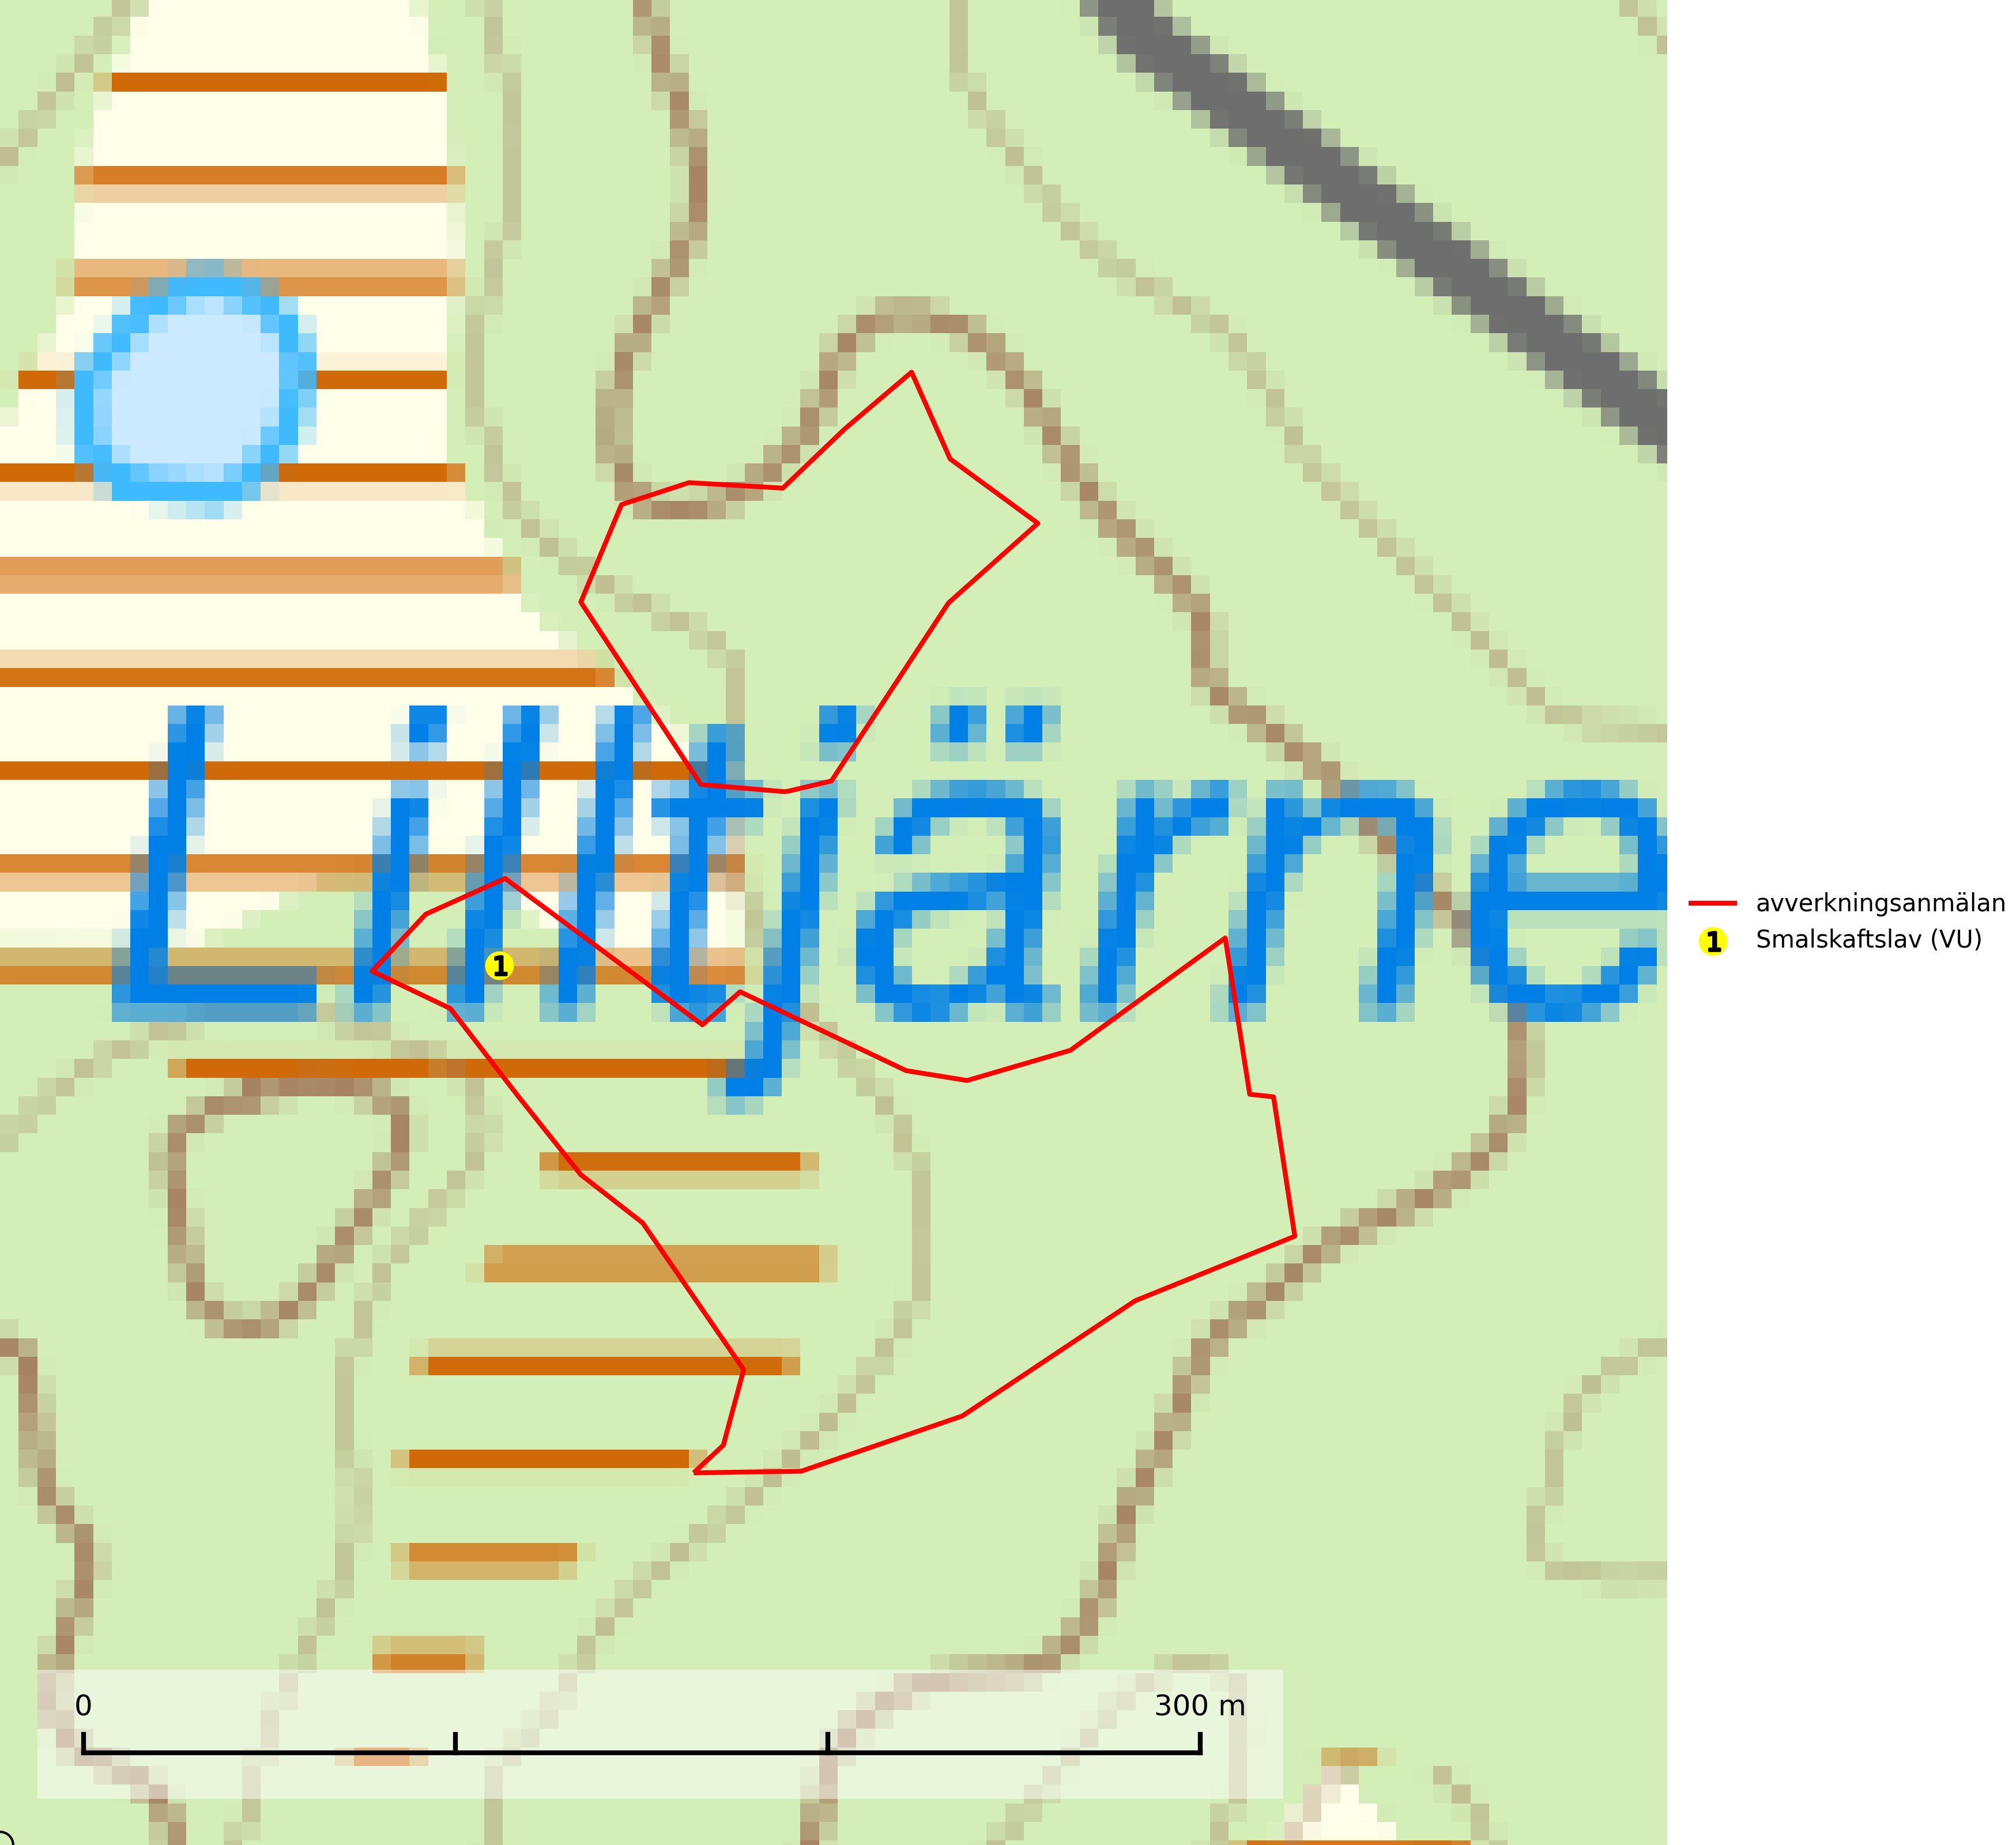 Lilltjärne
avverkningsanmälan
1 Smalskaftslav (VU)
1
0 300 m